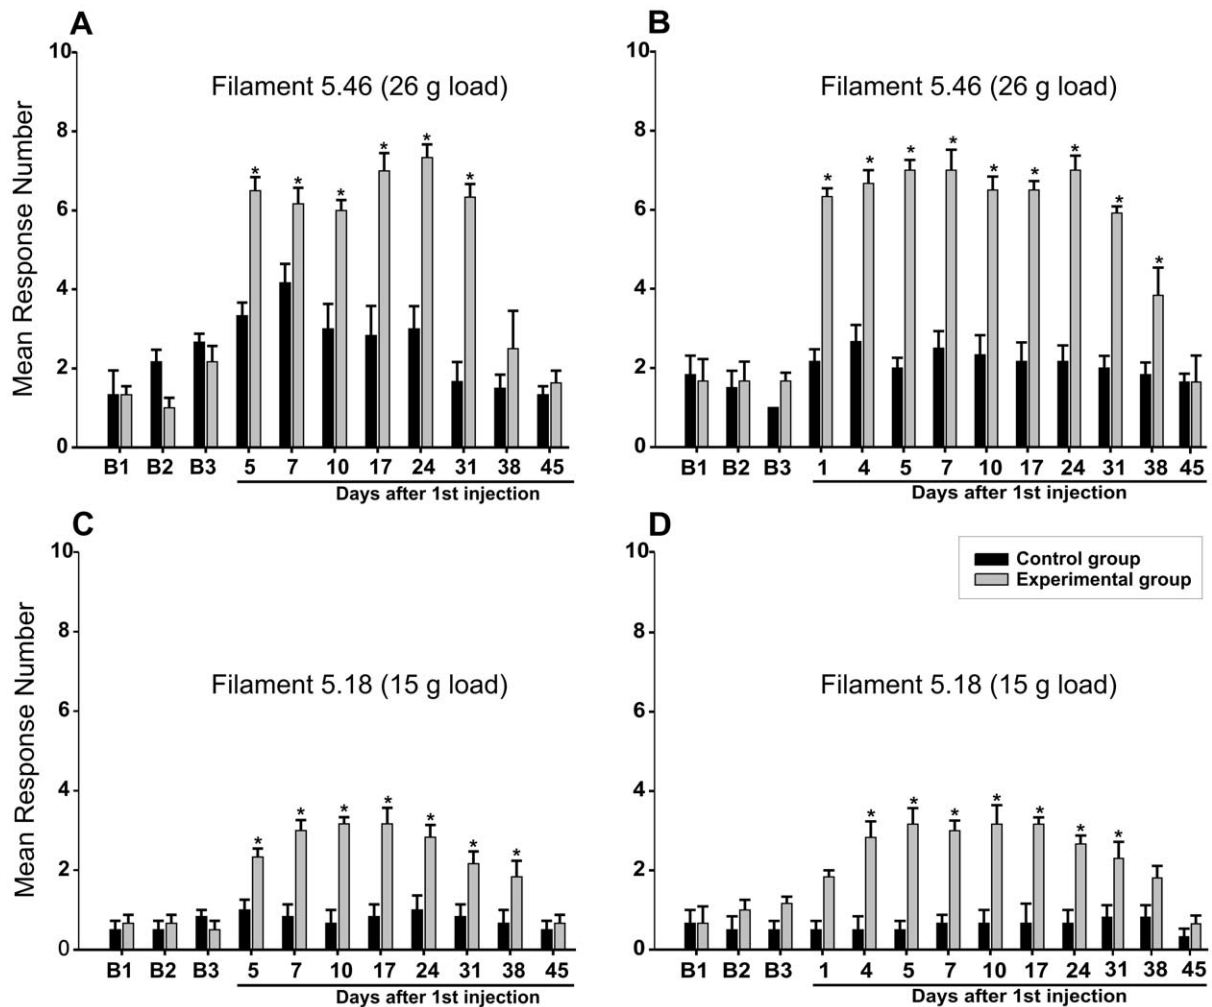 A
B
Filament 5.46 (26 g load)
Filament 5.46 (26 g load)
Mean Response Number
10
8
6
4
2
0
* * * * * *
B1 B2 B3 5 7 10 17 24 31 38 45
Days after 1st injection
10
8
6
4
2
0
* * * * * * * * *
B1 B2 B3 1 4 5 7 10 17 24 31 38 45
Days after 1st injection
C
D
Control group
Experimental group
Filament 5.18 (15 g load)
Filament 5.18 (15 g load)
Mean Response Number
10
8
6
4
2
0
* * * * * * *
B1 B2 B3 5 7 10 17 24 31 38 45
Days after 1st injection
10
8
6
4
2
0
* * * * * * *
B1 B2 B3 1 4 5 7 10 17 24 31 38 45
Days after 1st injection